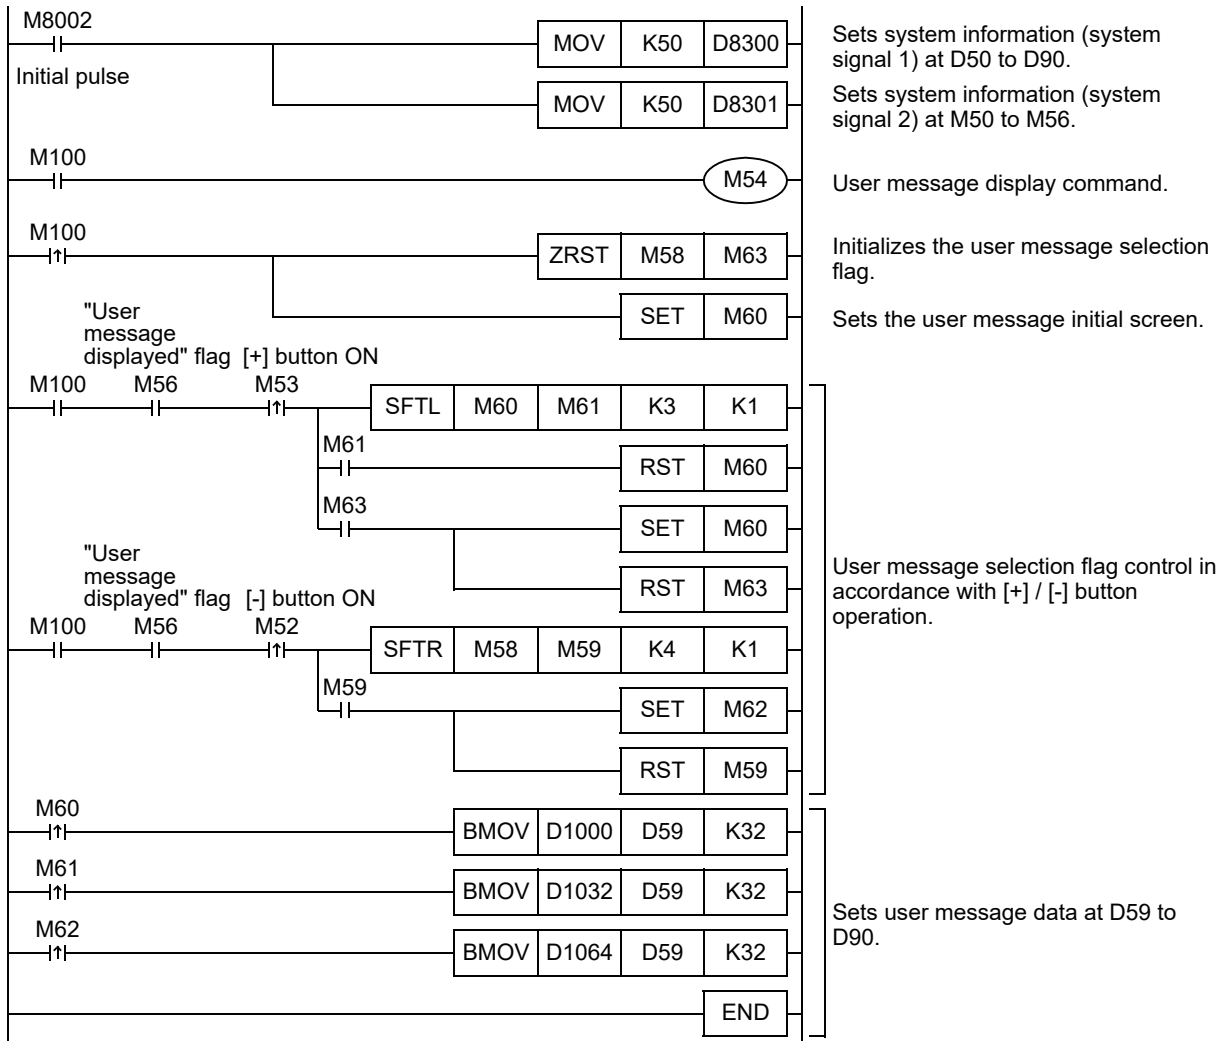 M8002
MOV K50 D8300
Sets system information (system
signal 1) at D50 to D90.
Initial pulse
MOV K50 D8301
Sets system information (system
signal 2) at M50 to M56.
M100
M54
User message display command.
M100
ZRST M58 M63
Initializes the user message selection
flag.
SET M60
Sets the user message initial screen.
"User
message
displayed" flag [+] button ON
M100 M56 M53
SFTL M60 M61 K3 K1
M61
RST M60
M63
SET M60
RST M63
User message selection flag control in
accordance with [+] / [-] button
operation.
"User
message
displayed" flag [-] button ON
M100 M56 M52
SFTR M58 M59 K4 K1
M59
SET M62
RST M59
M60
BMOV D1000 D59 K32
M61
BMOV D1032 D59 K32
Sets user message data at D59 to
D90.
M62
BMOV D1064 D59 K32
END